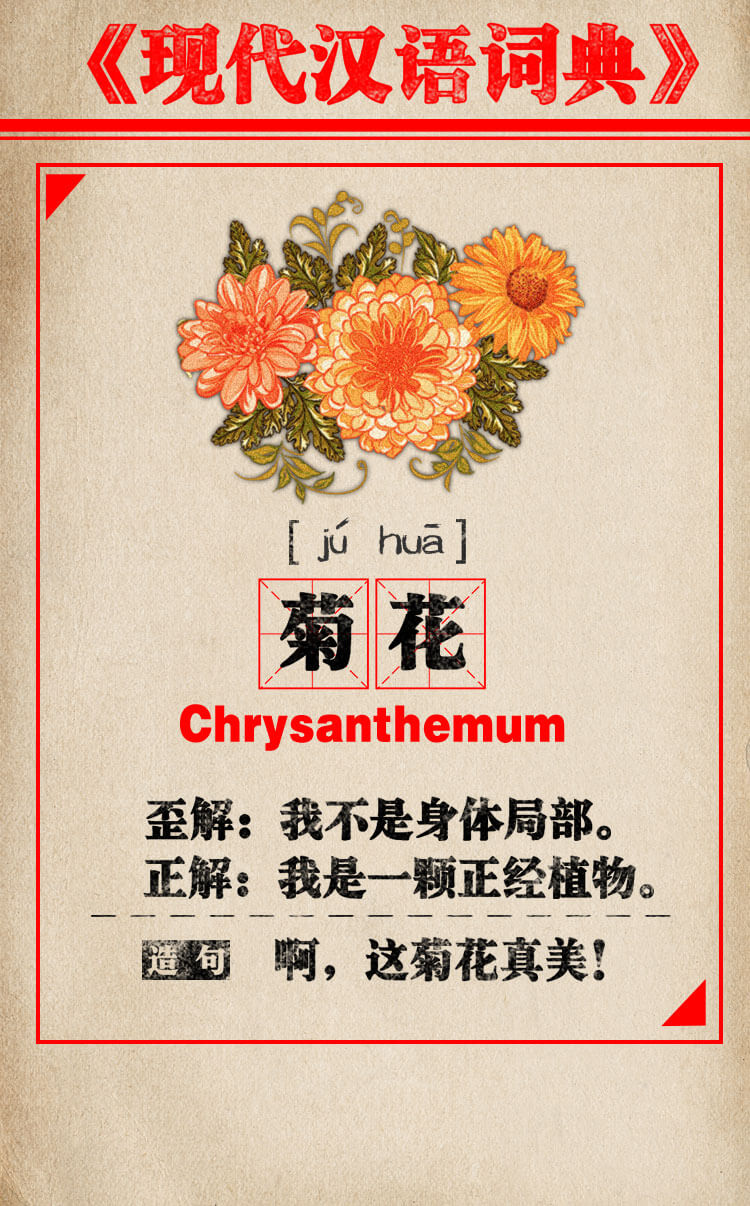 《现代汉语词典》
[ jú huā ]
菊花
Chrysanthemum
歪解：我不是身体局部。
正解：我是一颗正经植物。
造句 啊，这菊花真美！